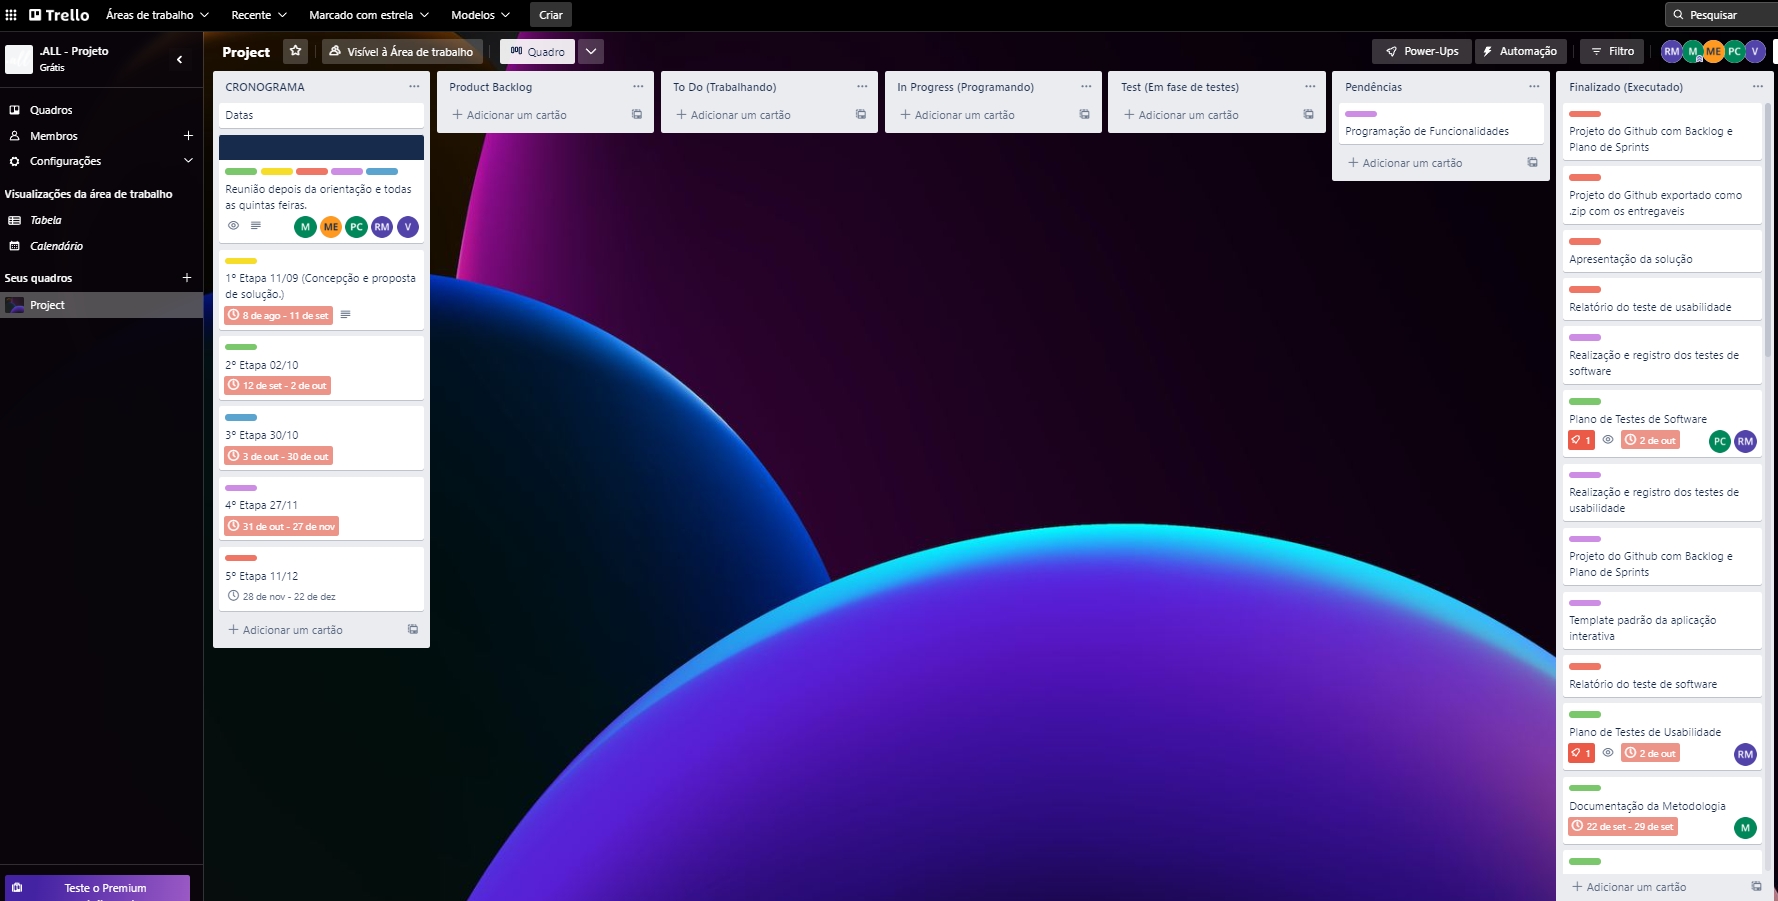 Trello
Áreas de trabalho
Recente
Marcado com estrela
Modelos
Criar
Pesquisar
.ALL - Projeto
Grátis
Quadros
Membros
Configurações
Visualizações da área de trabalho
Tabela
Calendário
Seus quadros
Project
Teste o Premium
Project
Visível à Área de trabalho
Quadro
Power-Ups
Automação
Filtro
RM
M
ME
PC
V
CRONOGRAMA
Datas
Reunião depois da orientação e todas
as quintas feiras.
M
ME
PC
RM
V
1º Etapa 11/09 (Concepção e proposta
de solução.)
8 de ago - 11 de set
2º Etapa 02/10
12 de set - 2 de out
3º Etapa 30/10
3 de out - 30 de out
4º Etapa 27/11
31 de out - 27 de nov
5º Etapa 11/12
28 de nov - 22 de dez
Adicionar um cartão
Product Backlog
Adicionar um cartão
To Do (Trabalhando)
Adicionar um cartão
In Progress (Programando)
Adicionar um cartão
Test (Em fase de testes)
Adicionar um cartão
Pendências
Programação de Funcionalidades
Adicionar um cartão
Finalizado (Executado)
Projeto do Github com Backlog e
Plano de Sprints
Projeto do Github exportado como
.zip com os entregaveis
Apresentação da solução
Relatório do teste de usabilidade
Realização e registro dos testes de
software
Plano de Testes de Software
1
2 de out
PC
RM
Realização e registro dos testes de
usabilidade
Projeto do Github com Backlog e
Plano de Sprints
Template padrão da aplicação
interativa
Relatório do teste de software
Plano de Testes de Usabilidade
1
2 de out
RM
Documentação da Metodologia
22 de set - 29 de set
M
Adicionar um cartão